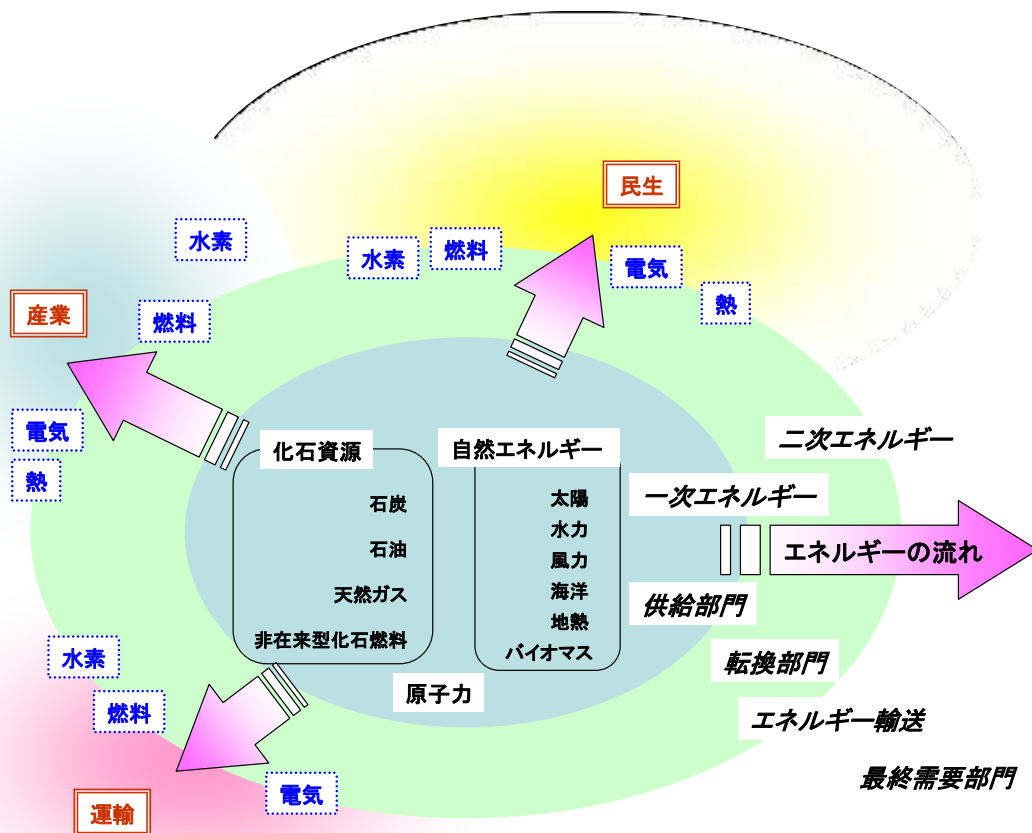 民生
水素
水素
燃料
電気
熱
産業
燃料
電気
熱
化石資源
石炭
石油
天然ガス
非在来型化石燃料
自然エネルギー
太陽
水力
風力
海洋
地熱
バイオマス
原子力
二次エネルギー
一次エネルギー
エネルギーの流れ
供給部門
転換部門
エネルギー輸送
最終需要部門
水素
燃料
電気
運輸